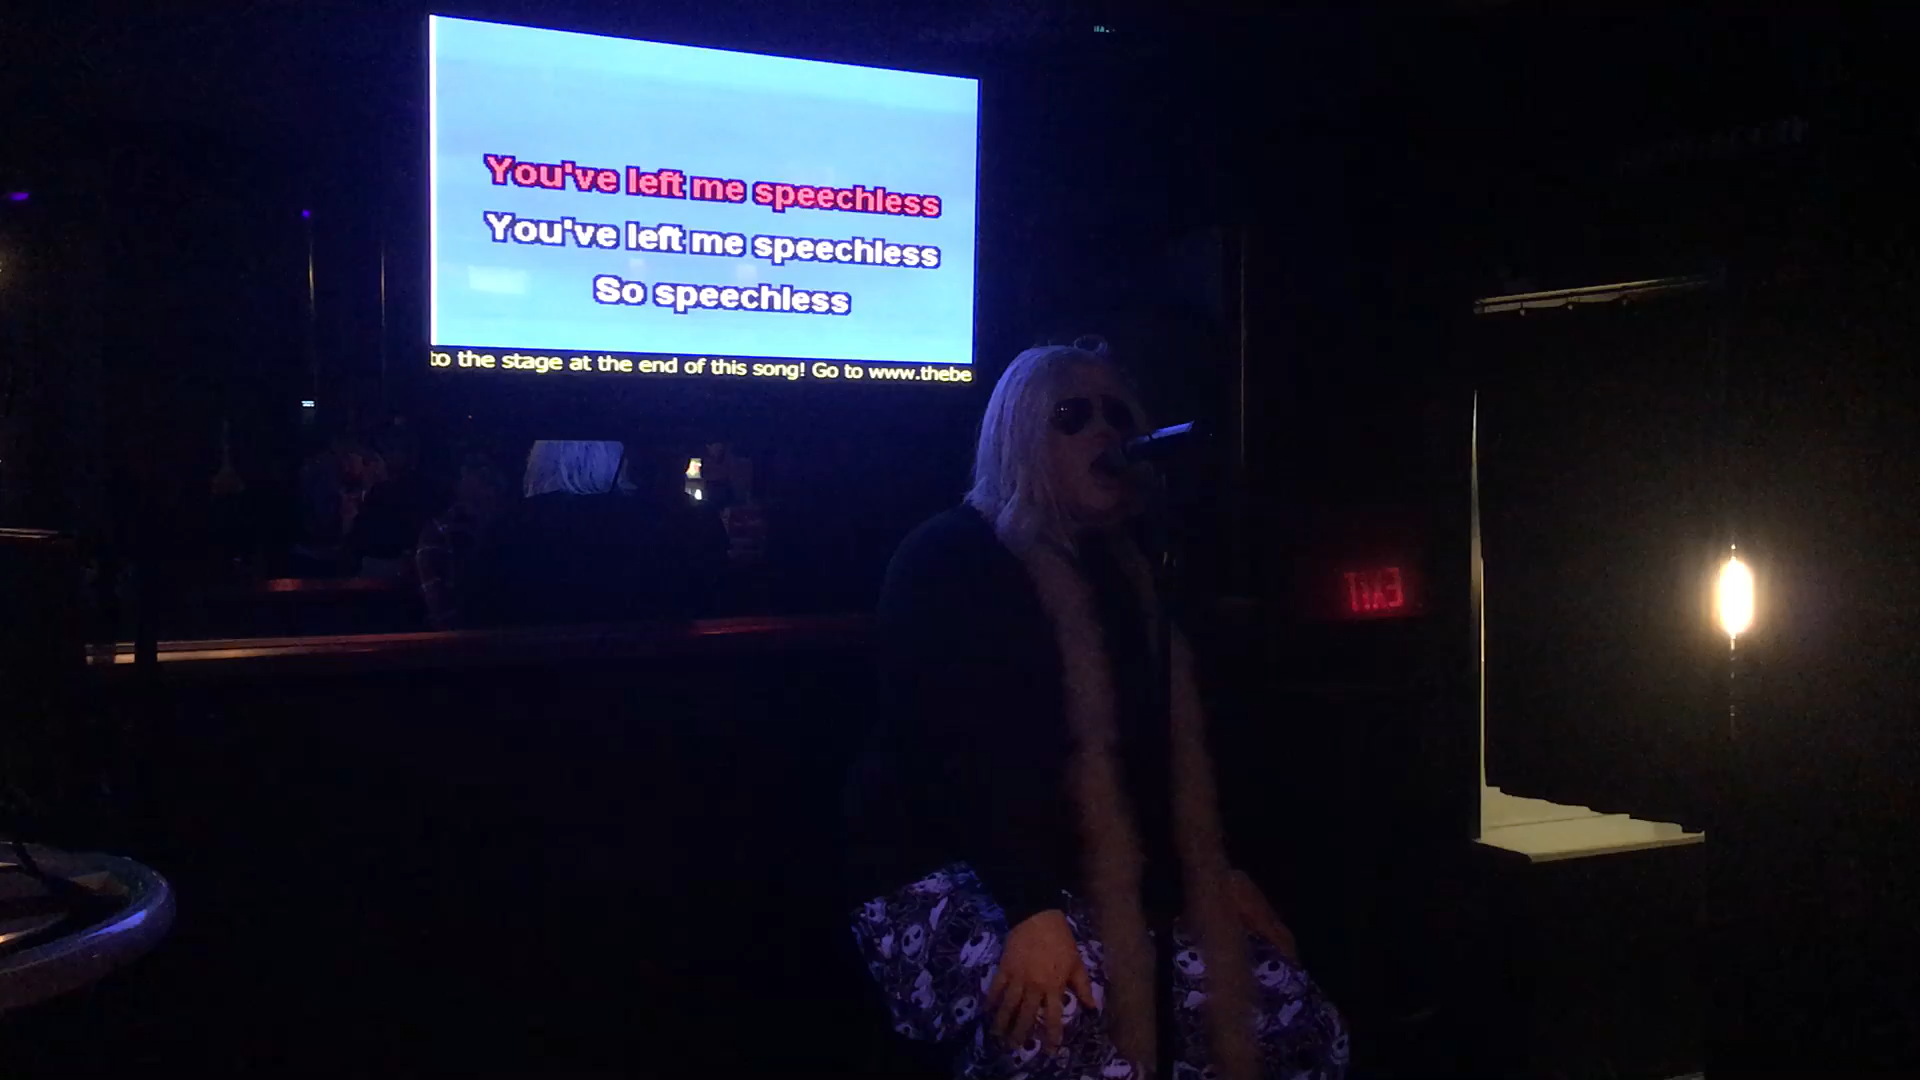 You've left me speechless
You've left me speechless
So speechless
to the stage at the end of this song! Go to www.thebe
EXIT